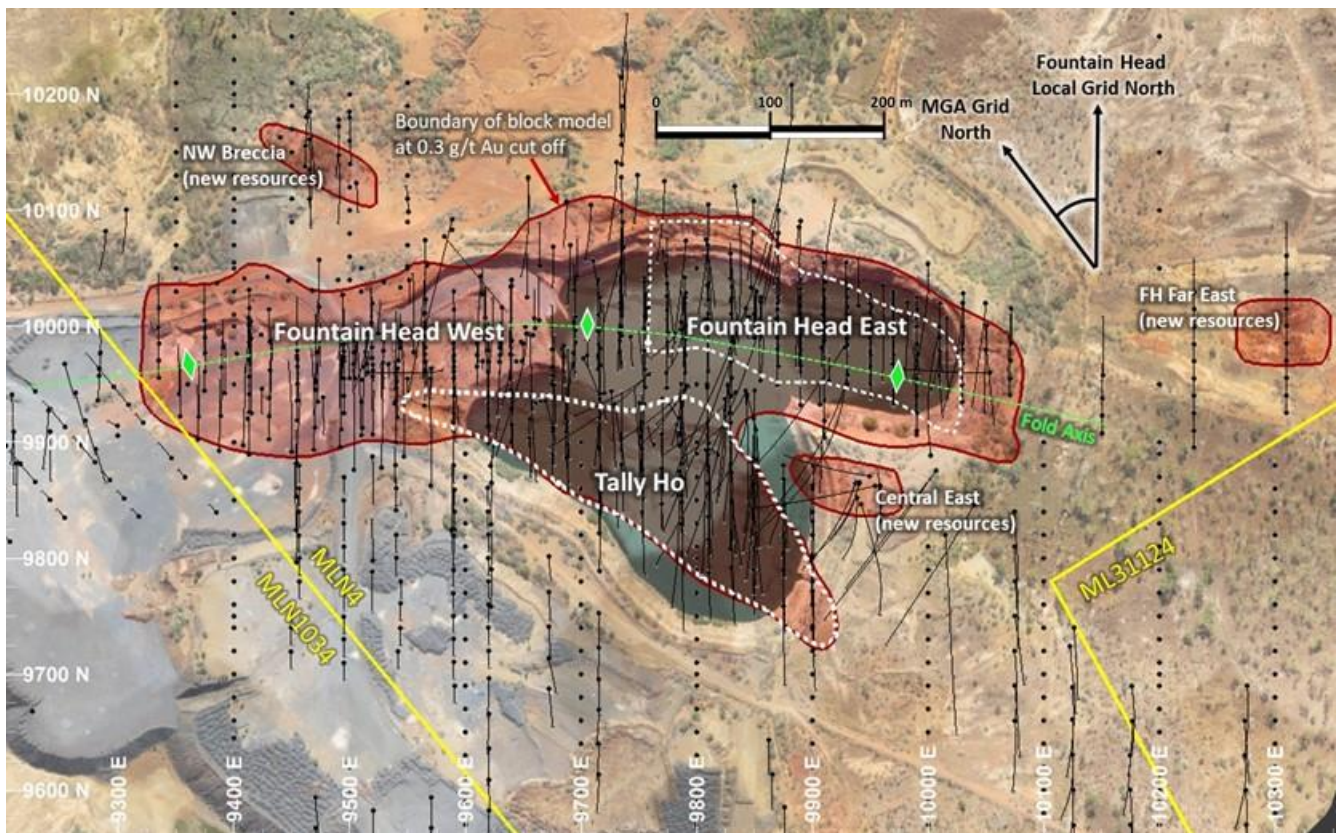 10200 N
10100 N
10000 N
9900 N
9800 N
9700 N
9600 N
NW Breccia
(new resources)
Boundary of block model
at 0.3 g/t Au cut off
0 100 200 m
MGA Grid
North
Fountain Head
Local Grid North
Fountain Head West
Fountain Head East
FH Far East
(new resources)
Fold Axis
Tally Ho
Central East
(new resources)
MLN4
MLN1034
ML31124
9300 E
9400 E
9500 E
9600 E
9700 E
9800 E
9900 E
10000 E
10100 E
10200 E
10300 E